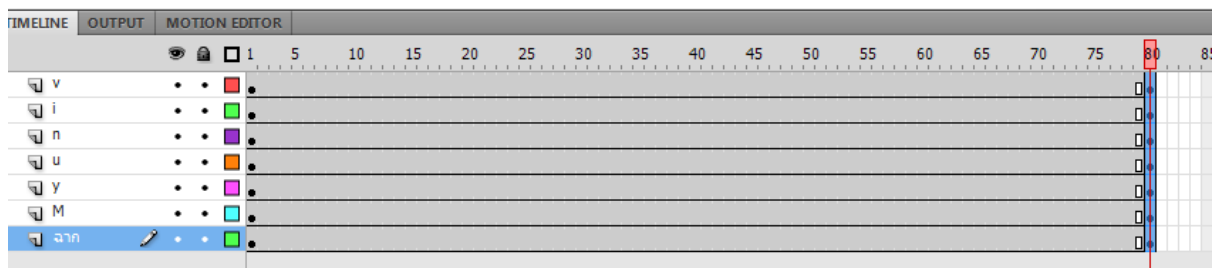 TIMELINE OUTPUT MOTION EDITOR
1 5 10 15 20 25 30 35 40 45 50 55 60 65 70 75 80 85
v
i
n
u
y
M
ฉาก